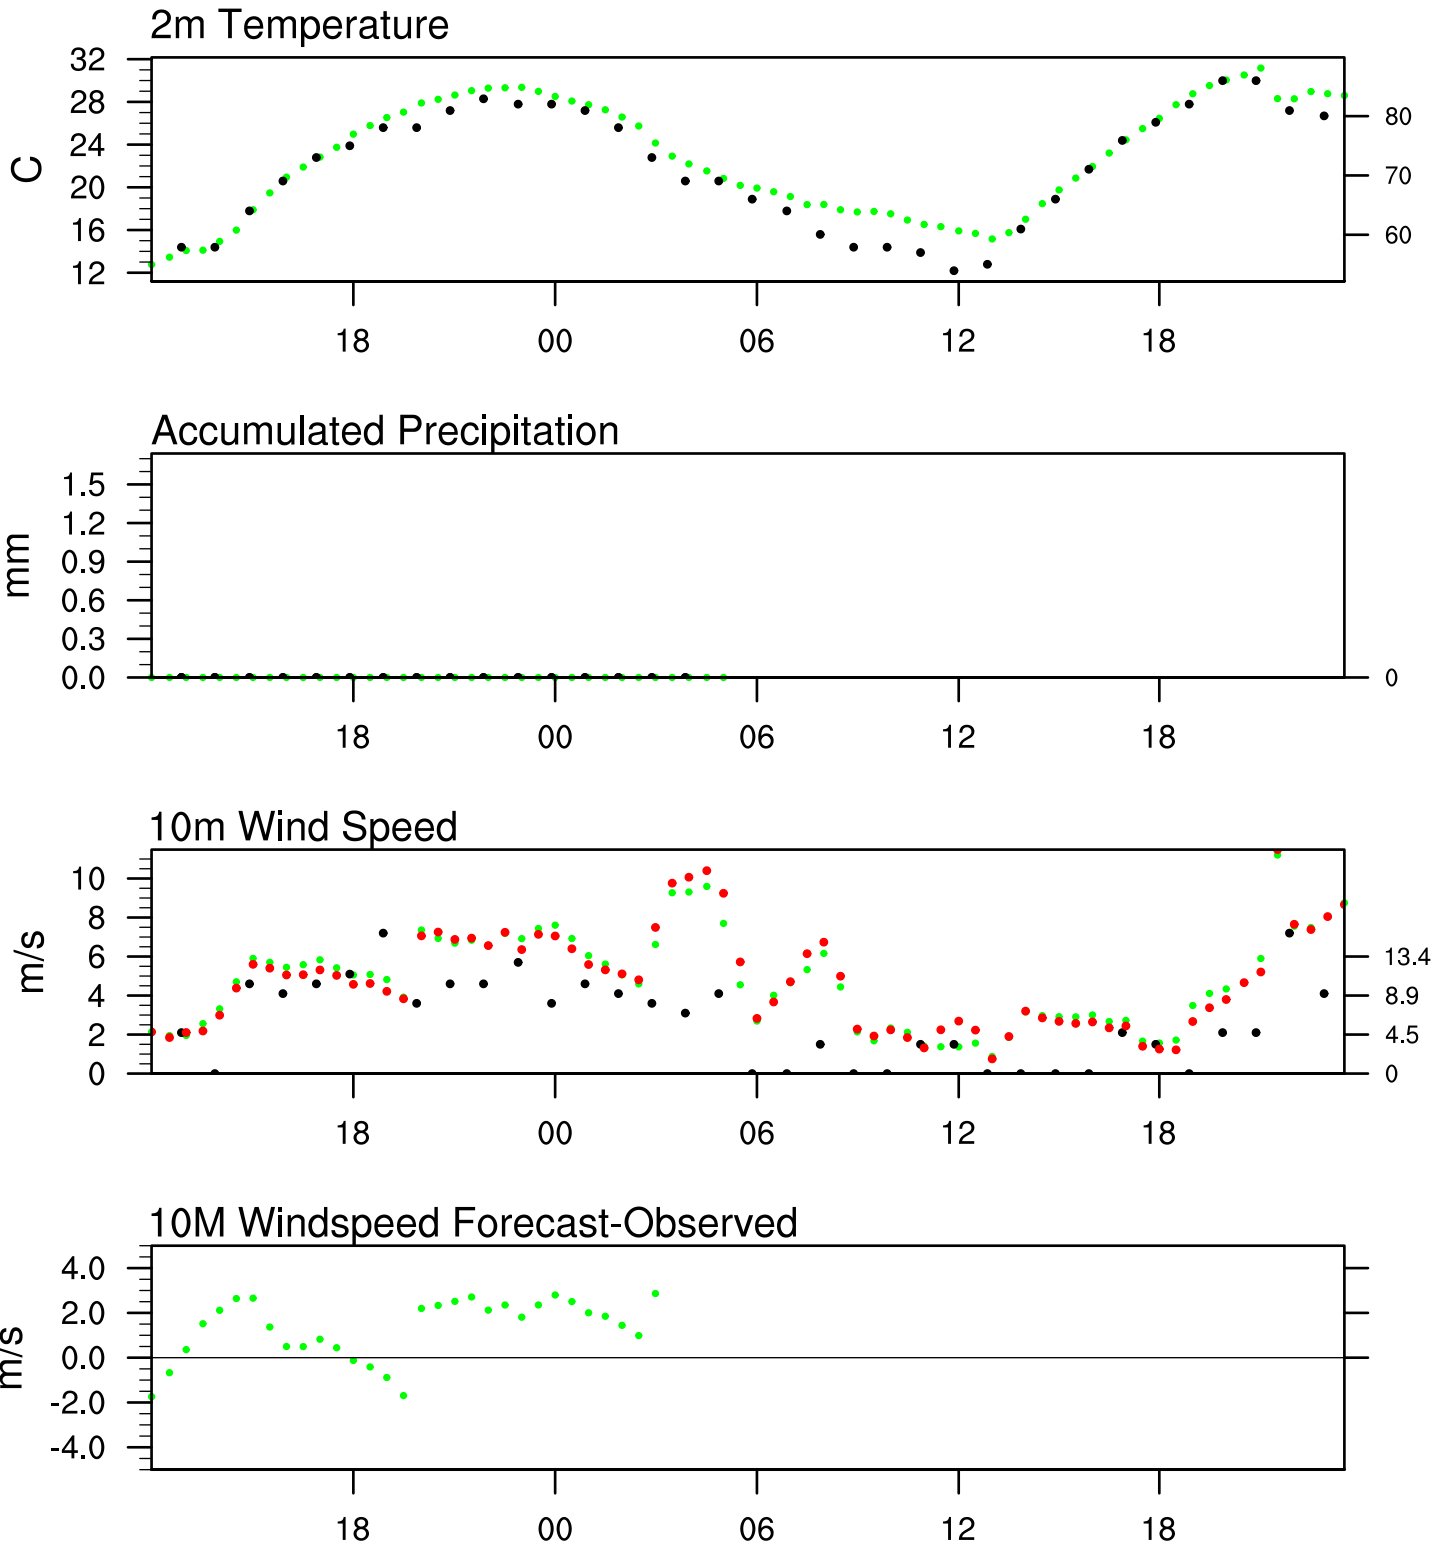 2m Temperature
C
32
28
24
20
16
12
80
70
60
18 00 06 12 18
Accumulated Precipitation
mm
1.5
1.2
0.9
0.6
0.3
0.0
0
18 00 06 12 18
10m Wind Speed
m/s
10
8
6
4
2
0
13.4
8.9
4.5
0
18 00 06 12 18
10M Windspeed Forecast-Observed
m/s
4.0
2.0
0.0
-2.0
-4.0
18 00 06 12 18